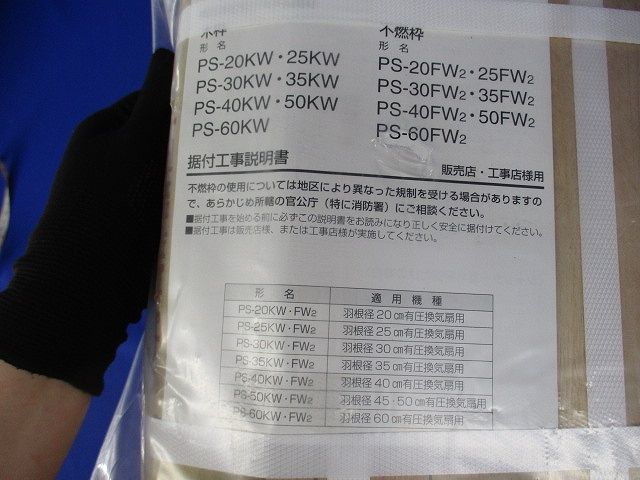 木枠
形名
PS-20KW・25KW
PS-30KW・35KW
PS-40KW・50KW
PS-60KW
不燃枠
形名
PS-20FW₂・25FW₂
PS-30FW₂・35FW₂
PS-40FW₂・50FW₂
PS-60FW₂
据付工事説明書 販売店・工事店様用
不燃枠の使用については地区により異なった規制を受ける場合がありますの
で、あらかじめ所轄の官公庁（特に消防署）にご相談ください。
■据付工事を始める前に必ずこの説明書をお読みになり正しく安全に据付けてください。
■据付工事は販売店様、または工事店様が実施してください。
形名 適用機種
PS-20KW・FW₂ 羽根径20㎝有圧換気扇用
PS-25KW・FW₂ 羽根径25㎝有圧換気扇用
PS-30KW・FW₂ 羽根径30㎝有圧換気扇用
PS-35KW・FW₂ 羽根径35㎝有圧換気扇用
PS-40KW・FW₂ 羽根径40㎝有圧換気扇用
PS-50KW・FW₂ 羽根径45・50㎝有圧換気扇用
PS-60KW・FW₂ 羽根径60㎝有圧換気扇用